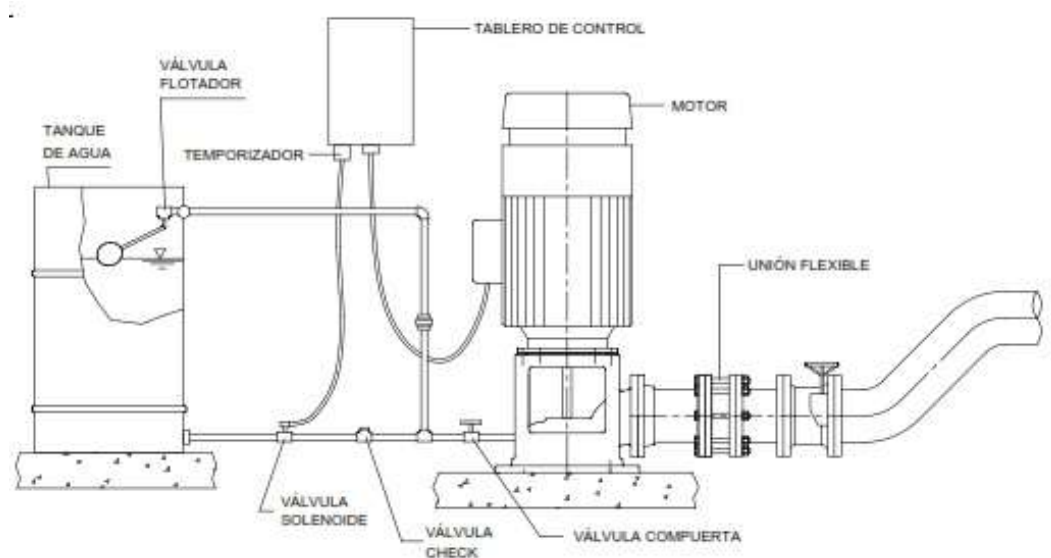 TABLERO DE CONTROL
VÁLVULA
FLOTADOR
MOTOR
TANQUE
DE AGUA
TEMPORIZADOR
UNIÓN FLEXIBLE
VÁLVULA
SOLENOIDE
VÁLVULA
CHECK
VÁLVULA COMPUERTA